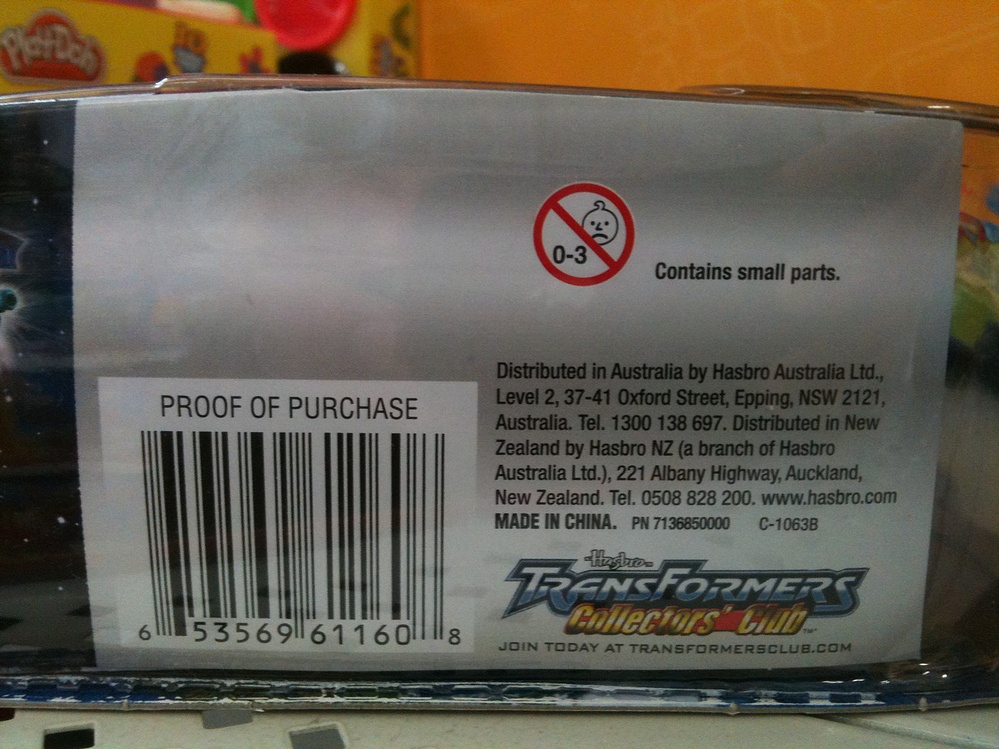 Play-Doh
0-3
Contains small parts.
Distributed in Australia by Hasbro Australia Ltd.,
Level 2, 37-41 Oxford Street, Epping, NSW 2121,
Australia. Tel. 1300 138 697. Distributed in New
Zealand by Hasbro NZ (a branch of Hasbro
Australia Ltd.), 221 Albany Highway, Auckland,
New Zealand. Tel. 0508 828 200. www.hasbro.com
MADE IN CHINA. PN 7136850000 C-1063B
PROOF OF PURCHASE
6 53569 61160 8
-Hasbro-
TRANSFORMERS
Collectors' Club™
JOIN TODAY AT TRANSFORMERSCLUB.COM